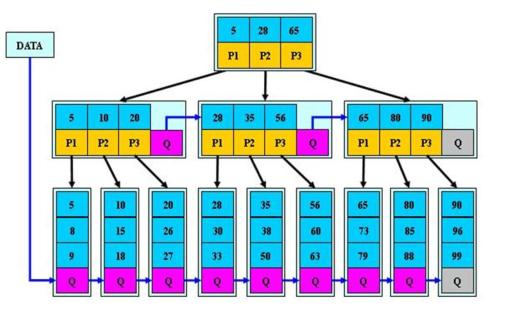 5 28 65
DATA
P1 P2 P3
5 10 20
28 35 56
65 80 90
P1 P2 P3 Q
P1 P2 P3 Q
P1 P2 P3 Q
5 10 20 28 35 56 65 80 90
8 15 26 30 38 60 73 85 96
9 18 27 33 50 63 79 88 99
Q Q Q Q Q Q Q Q Q